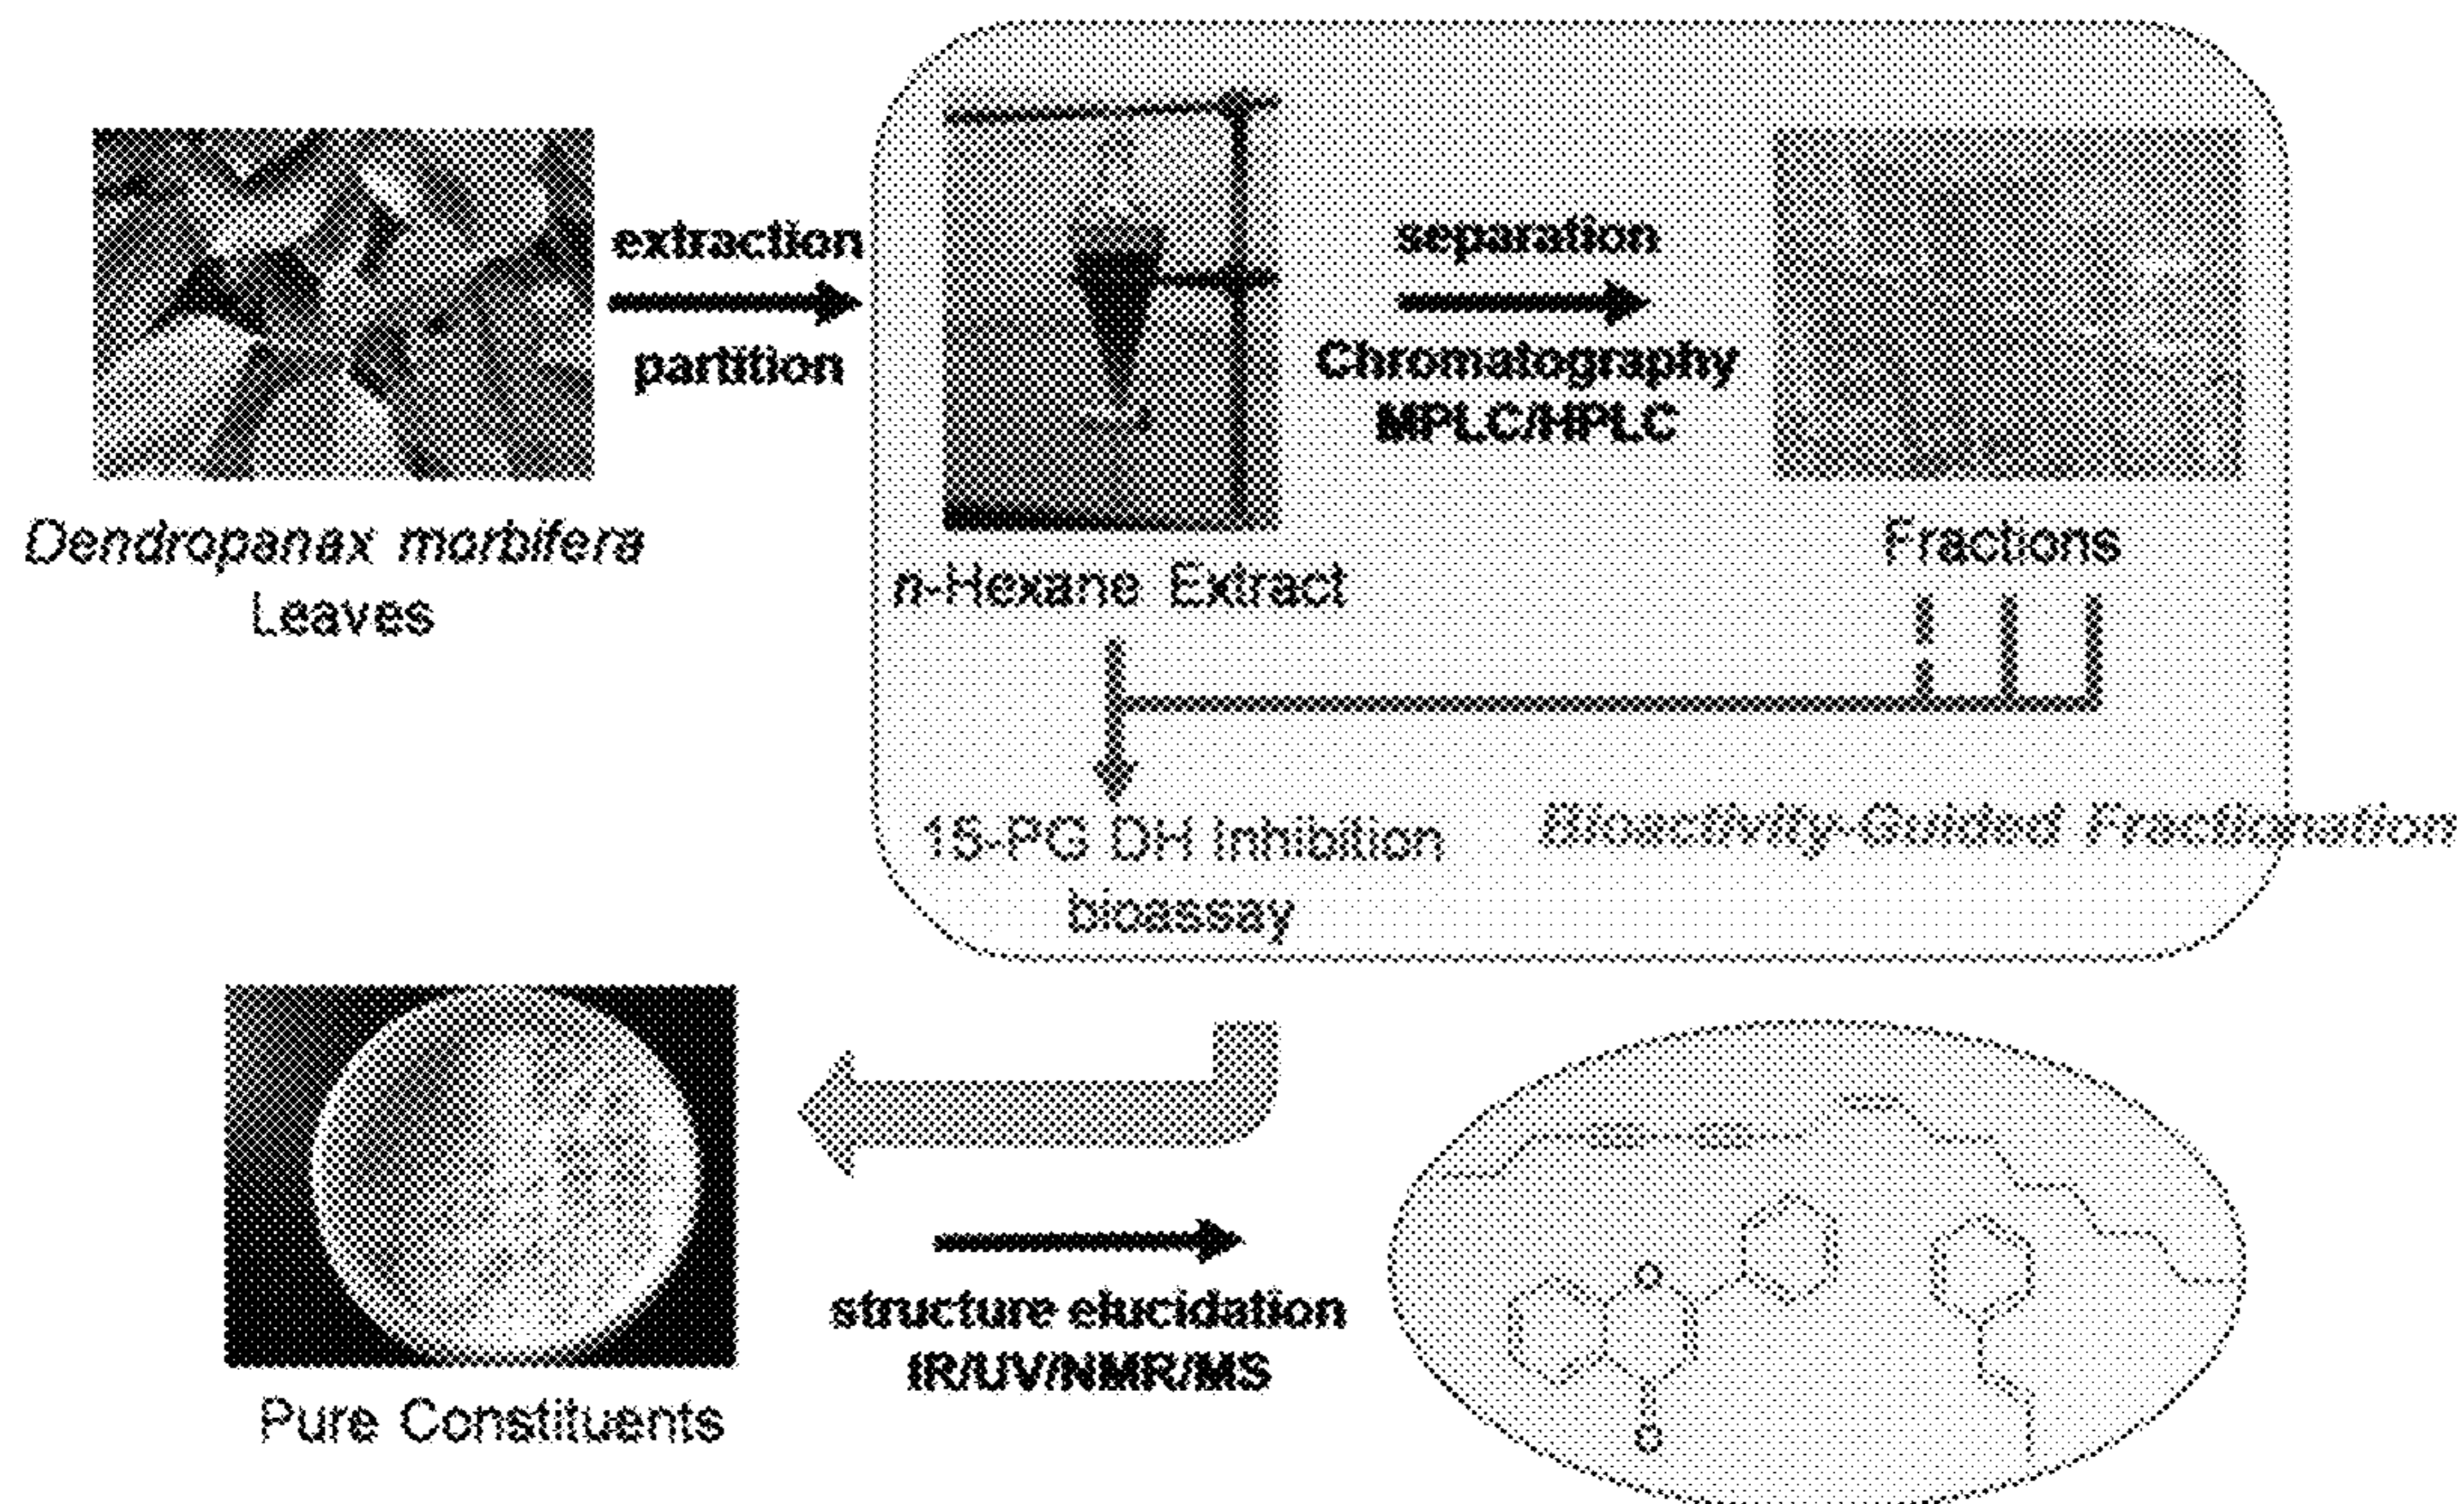 extraction
partition
separation
Chromatography
MPLC/HPLC
Dendropanax morbifera
Leaves
n-Hexane Extract
Fractions
15-PG DH Inhibition
bioassay
Bioactivity-Guided Fractionation
structure elucidation
IR/UV/NMR/MS
Pure Constituents
O
O